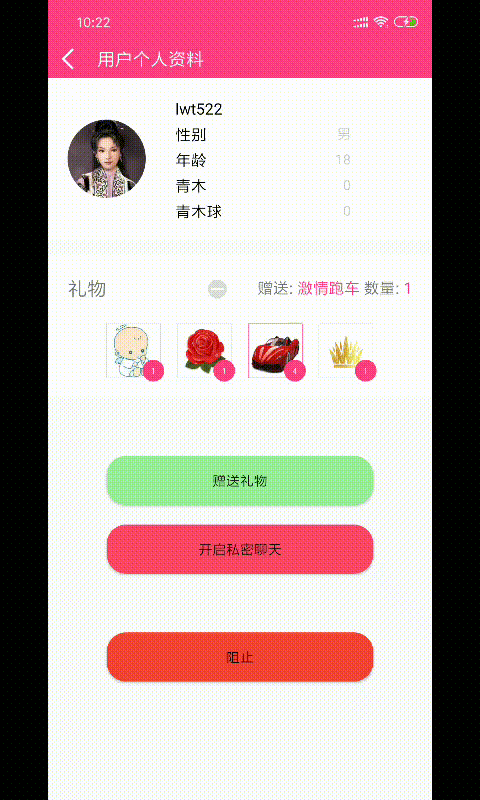 10:22
用户个人资料
lwt522
性别 男
年龄 18
青木 0
青木球 0
礼物 赠送: 激情跑车 数量: 1
1 1 4 1
赠送礼物
开启私密聊天
阻止